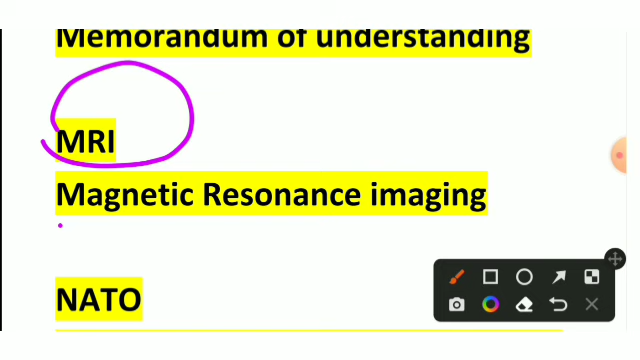 Memorandum of understanding
MRI
Magnetic Resonance imaging
NATO